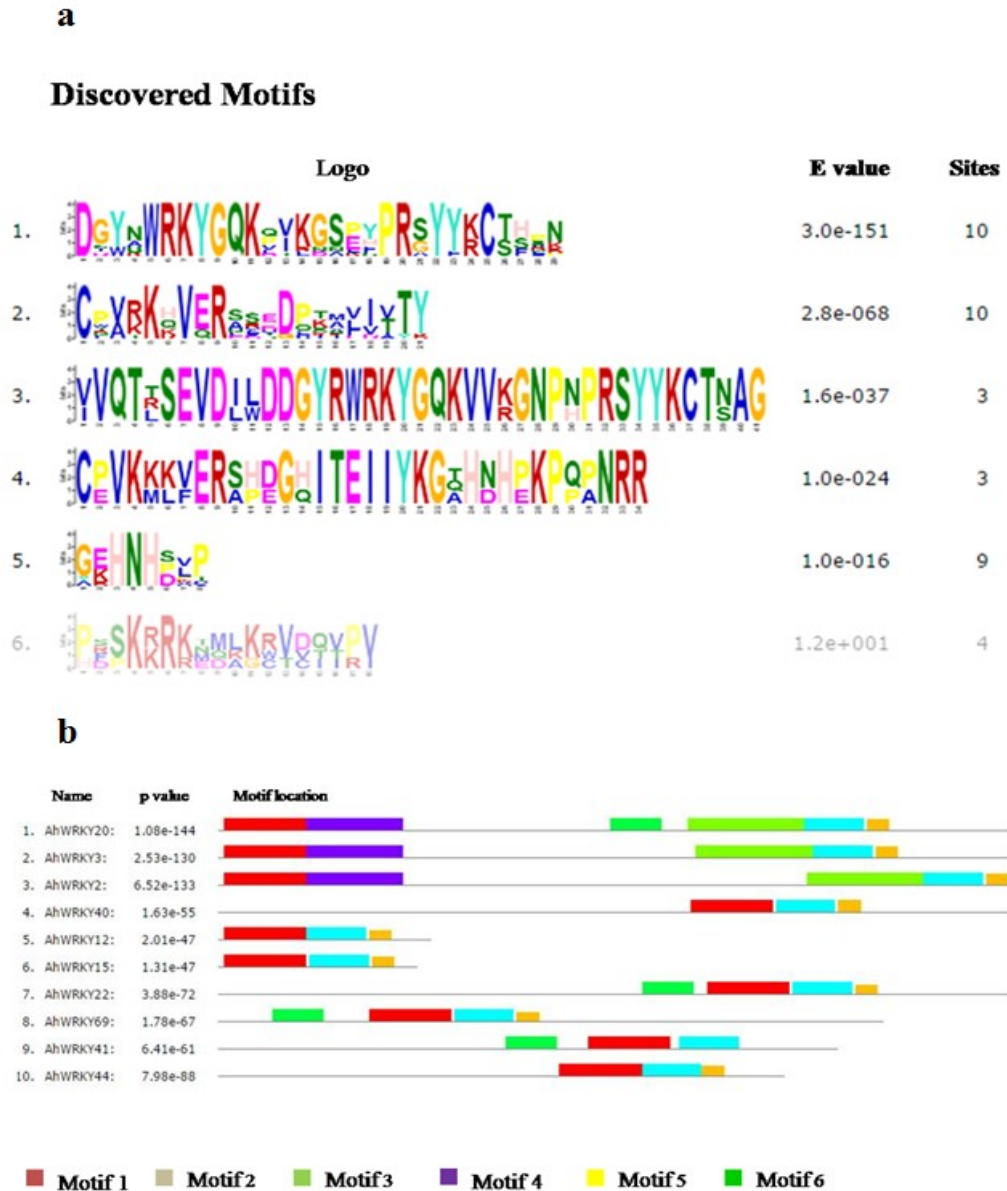 a
Discovered Motifs
Logo E value Sites
1. 3.0e-151 10
2. 2.8e-068 10
3. VVQTRSEVDILDDGYRWRKYGQKVVKGNPNPRSYYKCTNAG 1.6e-037 3
4. CPVKKKVERSHDGHITEIIYKGTHNHPKPQPNRR 1.0e-024 3
5. 1.0e-016 9
6. 1.2e+001 4
b
Name p value Motif location
1. AhWRKY20: 1.08e-144
2. AhWRKY3: 2.53e-130
3. AhWRKY2: 6.52e-133
4. AhWRKY40: 1.63e-55
5. AhWRKY12: 2.01e-47
6. AhWRKY15: 1.31e-47
7. AhWRKY22: 3.88e-72
8. AhWRKY69: 1.78e-67
9. AhWRKY41: 6.41e-61
10. AhWRKY44: 7.98e-88
Motif 1 Motif 2 Motif 3 Motif 4 Motif 5 Motif 6